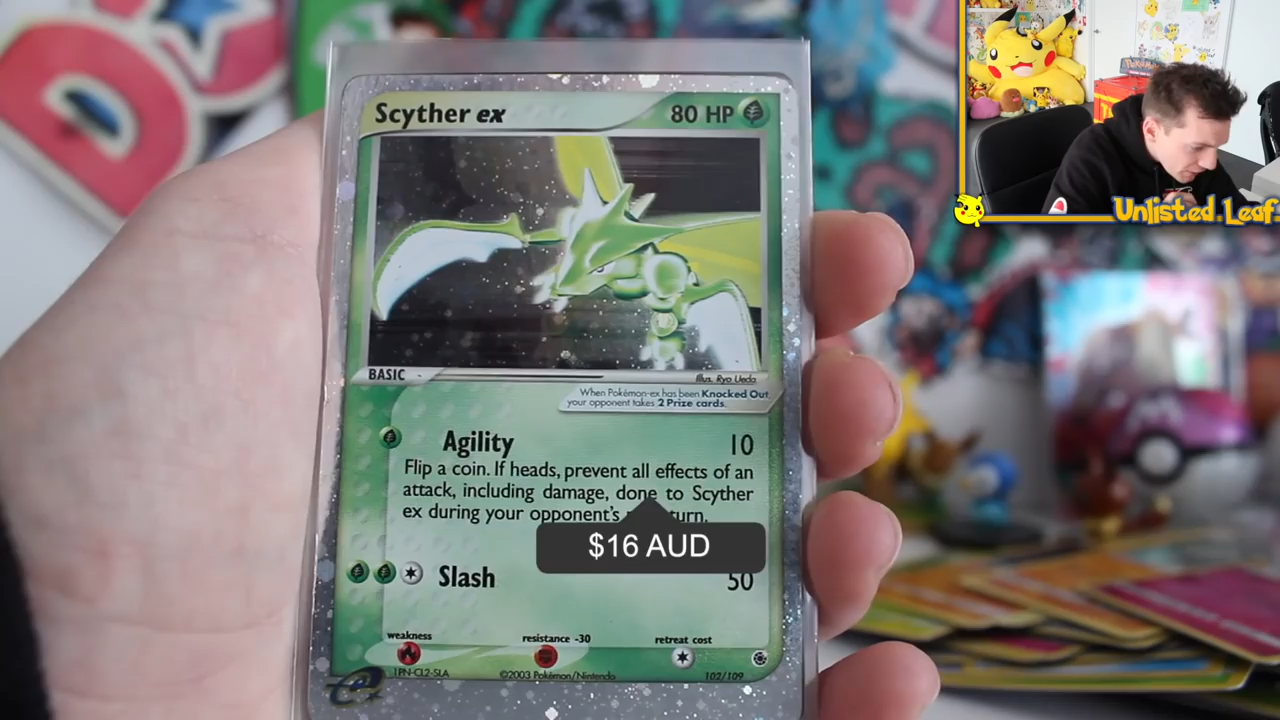 Scyther ex
80 HP
BASIC
Illus. Ryo Ueda
When Pokémon-ex has been Knocked Out,
your opponent takes 2 Prize cards.
Agility 10
Flip a coin. If heads, prevent all effects of an
attack, including damage, done to Scyther
ex during your opponent's turn.
$16 AUD
Slash 50
weakness
resistance -30
retreat cost
©2003 Pokémon/Nintendo
102/109
Unlisted.Leaf